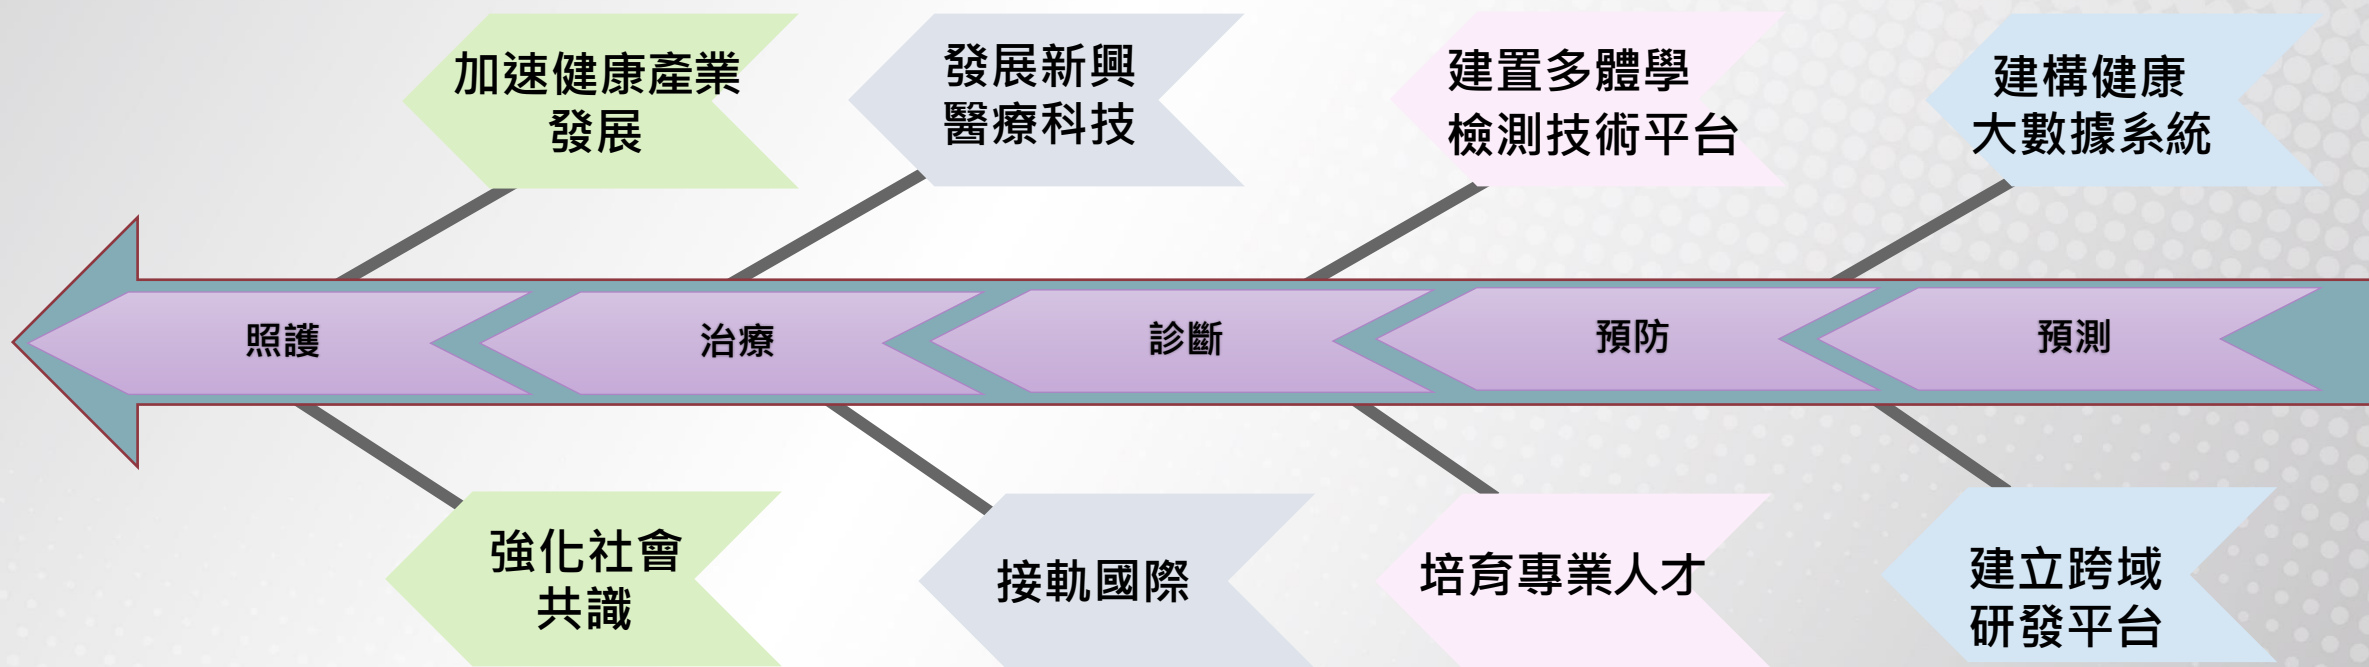 加速健康產業
發展
發展新興
醫療科技
建置多體學
檢測技術平台
建構健康
大數據系統
照護
治療
診斷
預防
預測
強化社會
共識
接軌國際
培育專業人才
建立跨域
研發平台